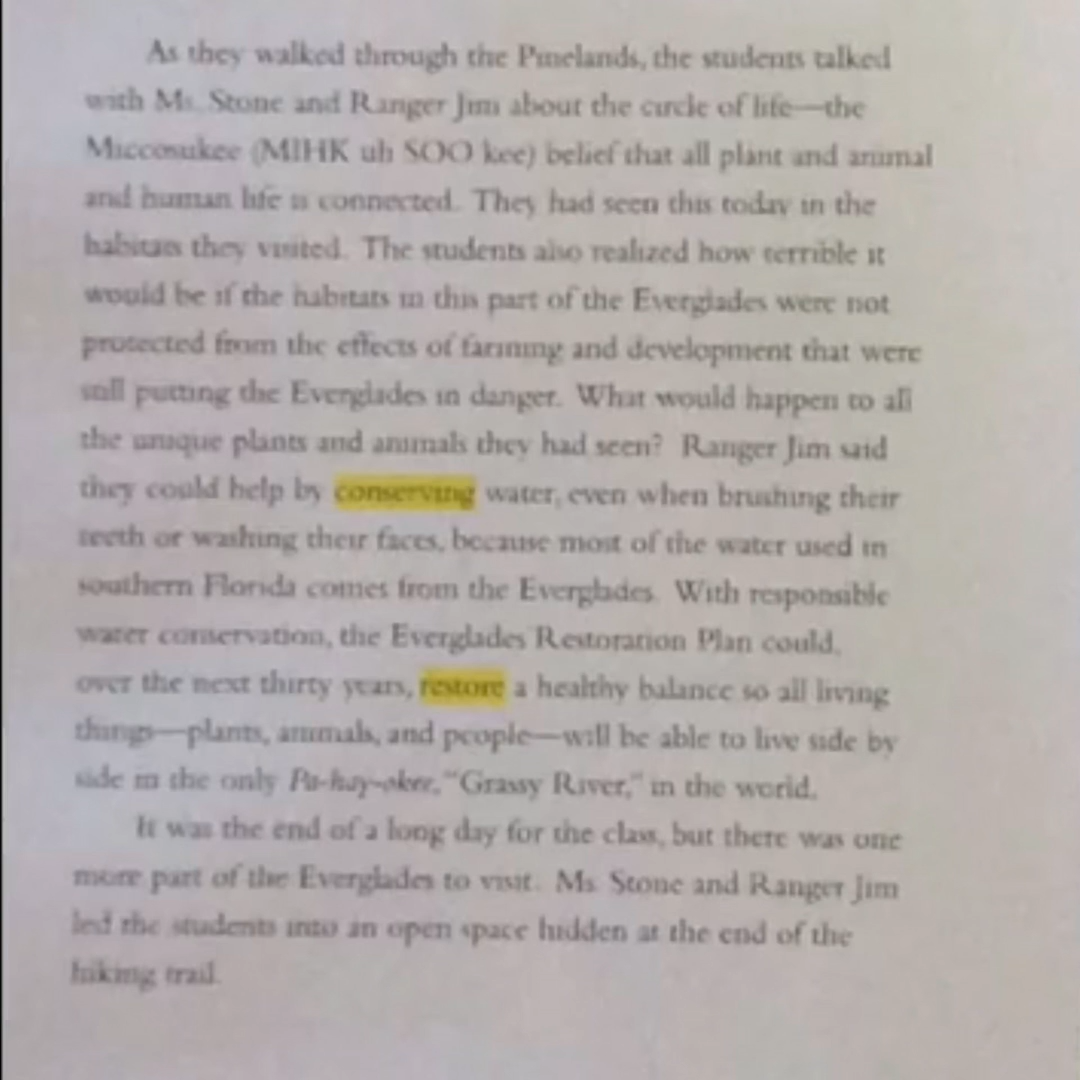 As they walked through the Pinelands, the students talked
with Ms. Stone and Ranger Jim about the circle of life—the
Miccosukee (MIHK uh SOO kee) belief that all plant and animal
and human life is connected. They had seen this today in the
habitats they visited. The students also realized how terrible it
would be if the habitats in this part of the Everglades were not
protected from the effects of farming and development that were
still putting the Everglades in danger. What would happen to all
the unique plants and animals they had seen? Ranger Jim said
they could help by conserving water, even when brushing their
teeth or washing their faces, because most of the water used in
southern Florida comes from the Everglades. With responsible
water conservation, the Everglades Restoration Plan could,
over the next thirty years, restore a healthy balance so all living
things—plants, animals, and people—will be able to live side by
side in the only Pa-hay-okee, "Grassy River," in the world.
It was the end of a long day for the class, but there was one
more part of the Everglades to visit. Ms. Stone and Ranger Jim
led the students into an open space hidden at the end of the
hiking trail.